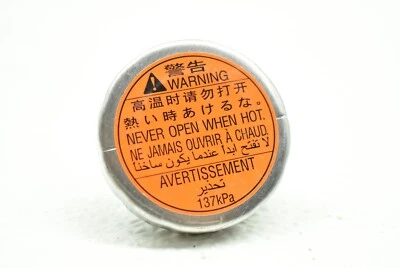 警告
WARNING
高温时请勿打开
熱い時あけるな。
NEVER OPEN WHEN HOT.
NE JAMAIS OUVRIR À CHAUD.
لا تفتح أبدا عندما يكون ساخنا
AVERTISSEMENT
تحذير
137kPa